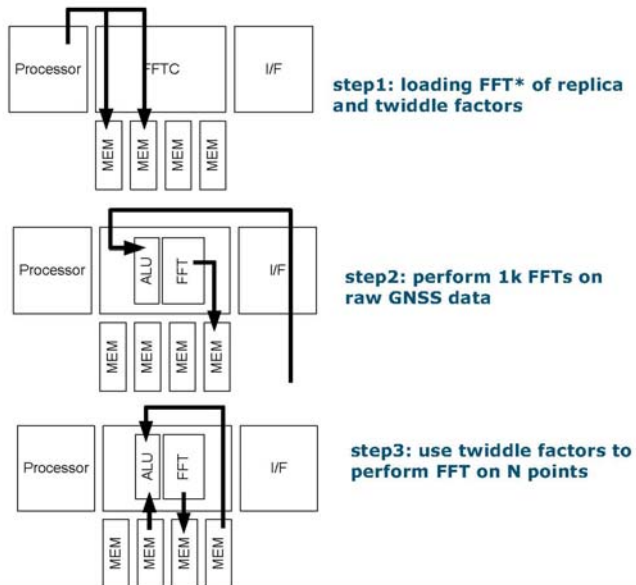 Processor
FFTC
I/F
step1: loading FFT* of replica
and twiddle factors
MEM
MEM
MEM
MEM
Processor
ALU
FFT
I/F
step2: perform 1k FFTs on
raw GNSS data
MEM
MEM
MEM
MEM
Processor
ALU
FFT
I/F
step3: use twiddle factors to
perform FFT on N points
MEM
MEM
MEM
MEM